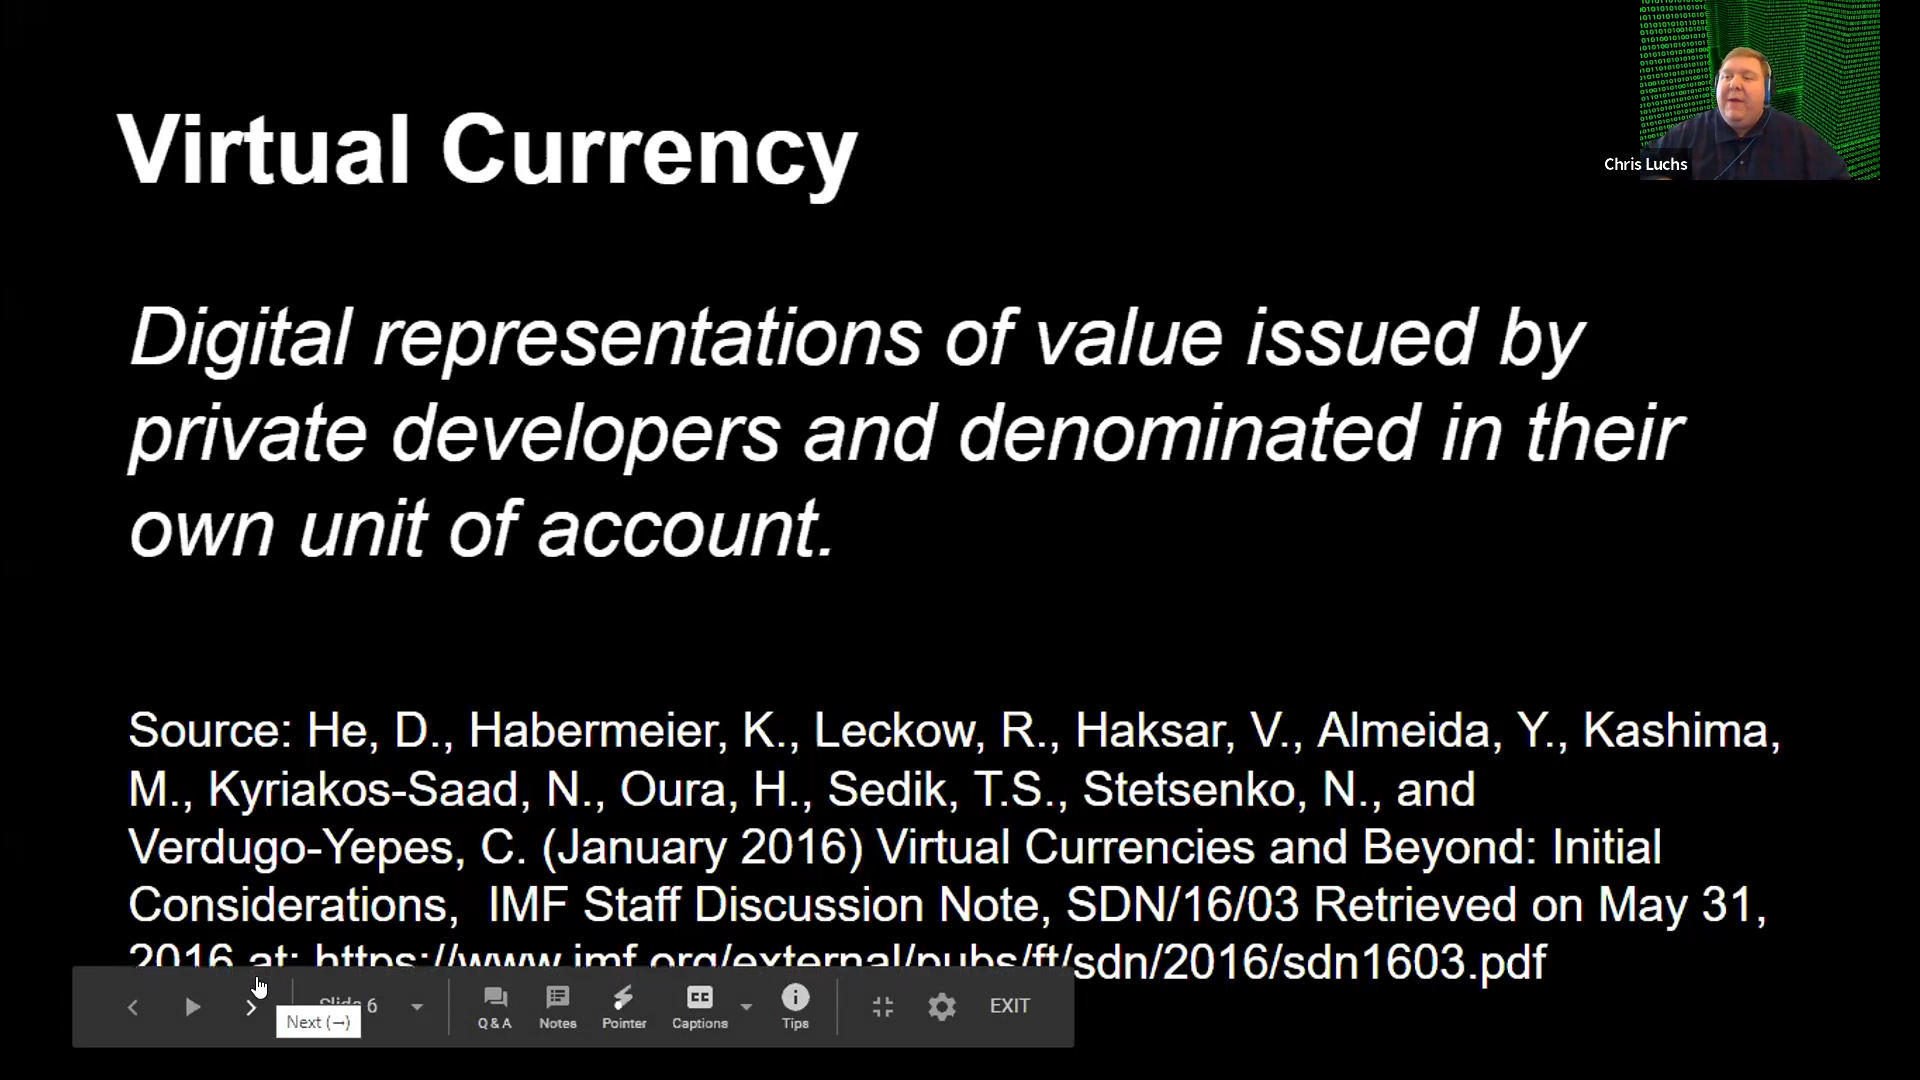 Virtual Currency
Chris Luchs
Digital representations of value issued by
private developers and denominated in their
own unit of account.
Source: He, D., Habermeier, K., Leckow, R., Haksar, V., Almeida, Y., Kashima,
M., Kyriakos-Saad, N., Oura, H., Sedik, T.S., Stetsenko, N., and
Verdugo-Yepes, C. (January 2016) Virtual Currencies and Beyond: Initial
Considerations,  IMF Staff Discussion Note, SDN/16/03 Retrieved on May 31,
2016 at: https://www.imf.org/external/pubs/ft/sdn/2016/sdn1603.pdf
Slide 6
Next (→)
Q & A
Notes
Pointer
Captions
Tips
EXIT